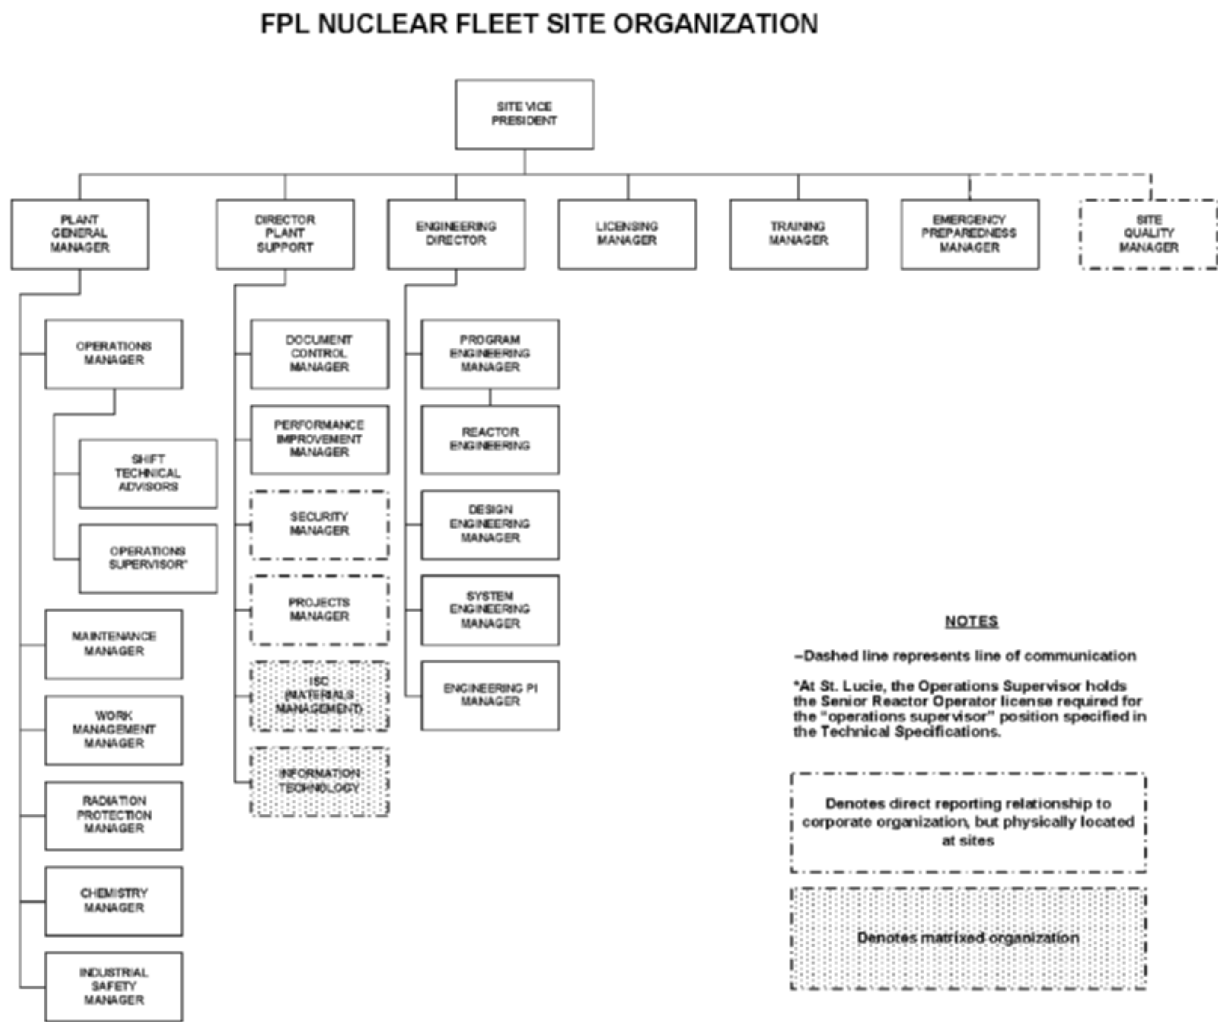 FPL NUCLEAR FLEET SITE ORGANIZATION
SITE VICE
PRESIDENT
PLANT
GENERAL
MANAGER
DIRECTOR
PLANT
SUPPORT
ENGINEERING
DIRECTOR
LICENSING
MANAGER
TRAINING
MANAGER
EMERGENCY
PREPAREDNESS
MANAGER
SITE
QUALITY
MANAGER
OPERATIONS
MANAGER
SHIFT
TECHNICAL
ADVISORS
OPERATIONS
SUPERVISOR*
MAINTENANCE
MANAGER
WORK
MANAGEMENT
MANAGER
RADIATION
PROTECTION
MANAGER
CHEMISTRY
MANAGER
INDUSTRIAL
SAFETY
MANAGER
DOCUMENT
CONTROL
MANAGER
PERFORMANCE
IMPROVEMENT
MANAGER
SECURITY
MANAGER
PROJECTS
MANAGER
ISC
(MATERIALS
MANAGEMENT)
INFORMATION
TECHNOLOGY
PROGRAM
ENGINEERING
MANAGER
REACTOR
ENGINEERING
DESIGN
ENGINEERING
MANAGER
SYSTEM
ENGINEERING
MANAGER
ENGINEERING PI
MANAGER
NOTES
--Dashed line represents line of communication
*At St. Lucie, the Operations Supervisor holds
the Senior Reactor Operator license required for
the "operations supervisor" position specified in
the Technical Specifications.
Denotes direct reporting relationship to
corporate organization, but physically located
at sites
Denotes matrixed organization